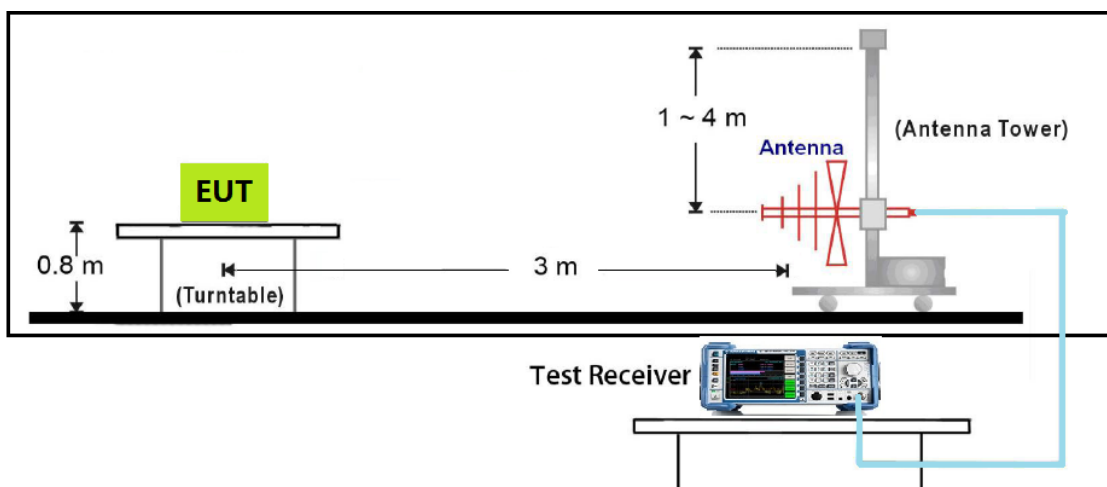 1 ~ 4 m
(Antenna Tower)
Antenna
EUT
0.8 m
3 m
(Turntable)
Test Receiver